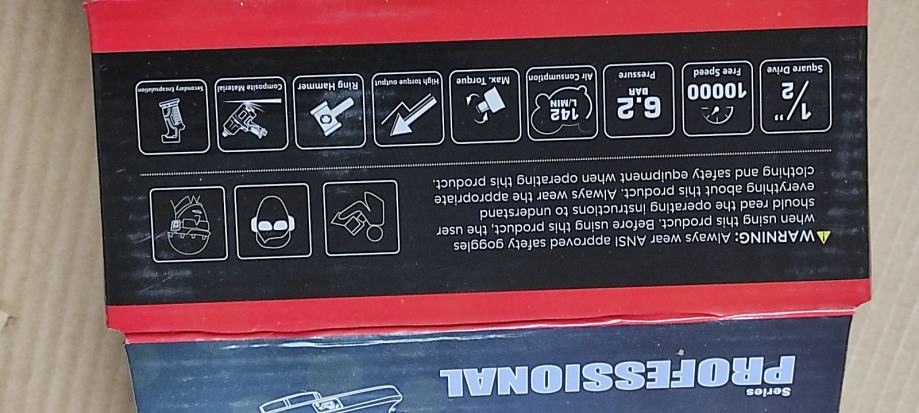 Series
PROFESSIONAL
⚠WARNING: Always wear ANSI approved safety goggles
when using this product. Before using this product, the user
should read the operating instructions to understand
everything about this product. Always wear the appropriate
clothing and safety equipment when operating this product.
1/2"
Square Drive
10000
Free Speed
6.2
BAR
Pressure
142
L/MIN
Air Consumption
Max. Torque
High torque output
Ring Hammer
Composite Material
Secondary Encapsulation